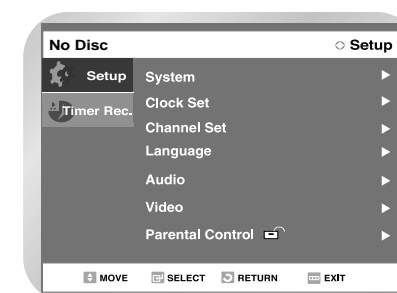 No Disc Setup
Setup System
Clock Set
Timer Rec.
Channel Set
Language
Audio
Video
Parental Control
MOVE SELECT RETURN EXIT